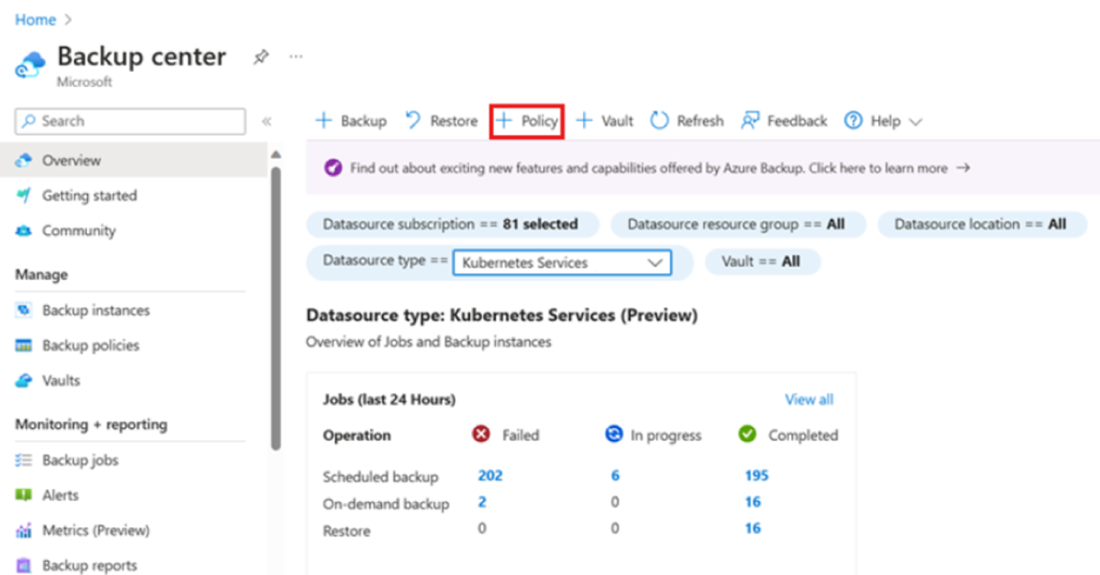 Home >
Backup center
Microsoft
Search
Overview
Getting started
Community
Manage
Backup instances
Backup policies
Vaults
Monitoring + reporting
Backup jobs
Alerts
Metrics (Preview)
Backup reports
+ Backup Restore + Policy + Vault Refresh Feedback Help
Find out about exciting new features and capabilities offered by Azure Backup. Click here to learn more →
Datasource subscription == 81 selected Datasource resource group == All Datasource location == All
Datasource type == Kubernetes Services Vault == All
Datasource type: Kubernetes Services (Preview)
Overview of Jobs and Backup instances
Jobs (last 24 Hours) View all
Operation Failed In progress Completed
Scheduled backup 202 6 195
On-demand backup 2 0 16
Restore 0 0 16